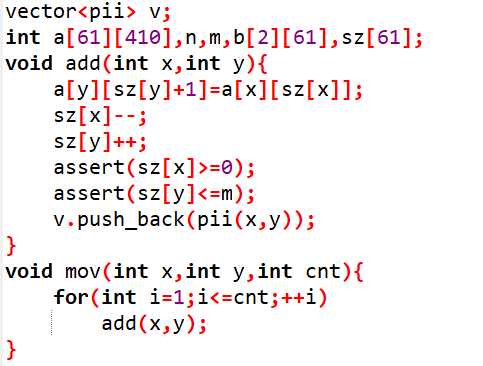 vector<pii> v;
int a[61][410],n,m,b[2][61],sz[61];
void add(int x,int y){
    a[y][sz[y]+1]=a[x][sz[x]];
    sz[x]--;
    sz[y]++;
    assert(sz[x]>=0);
    assert(sz[y]<=m);
    v.push_back(pii(x,y));
}
void mov(int x,int y,int cnt){
    for(int i=1;i<=cnt;++i)
        add(x,y);
}